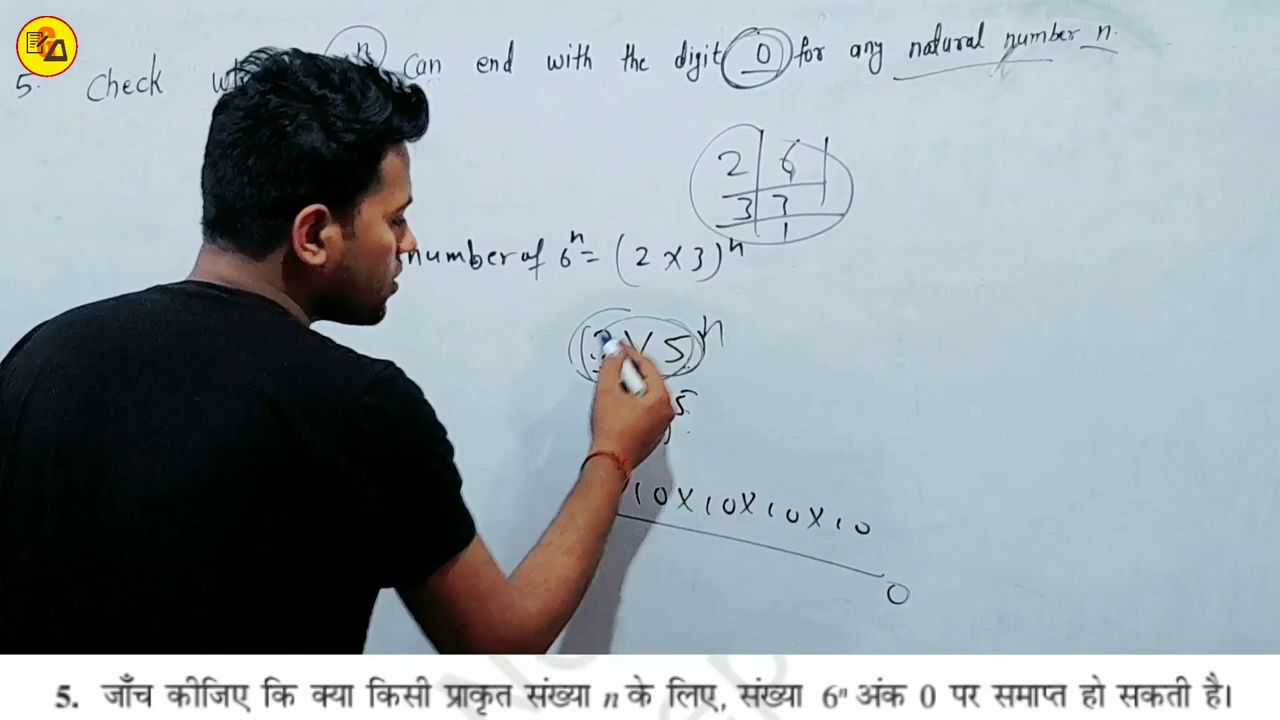 5. Check n can end with the digit 0 for any natural number n.
2 6
3 3
1
number of 6ⁿ = (2 × 3)ⁿ
5)ⁿ
5
10 × 10 × 10 × 10
0
5. जाँच कीजिए कि क्या किसी प्राकृत संख्या n के लिए, संख्या 6ⁿ अंक 0 पर समाप्त हो सकती है।